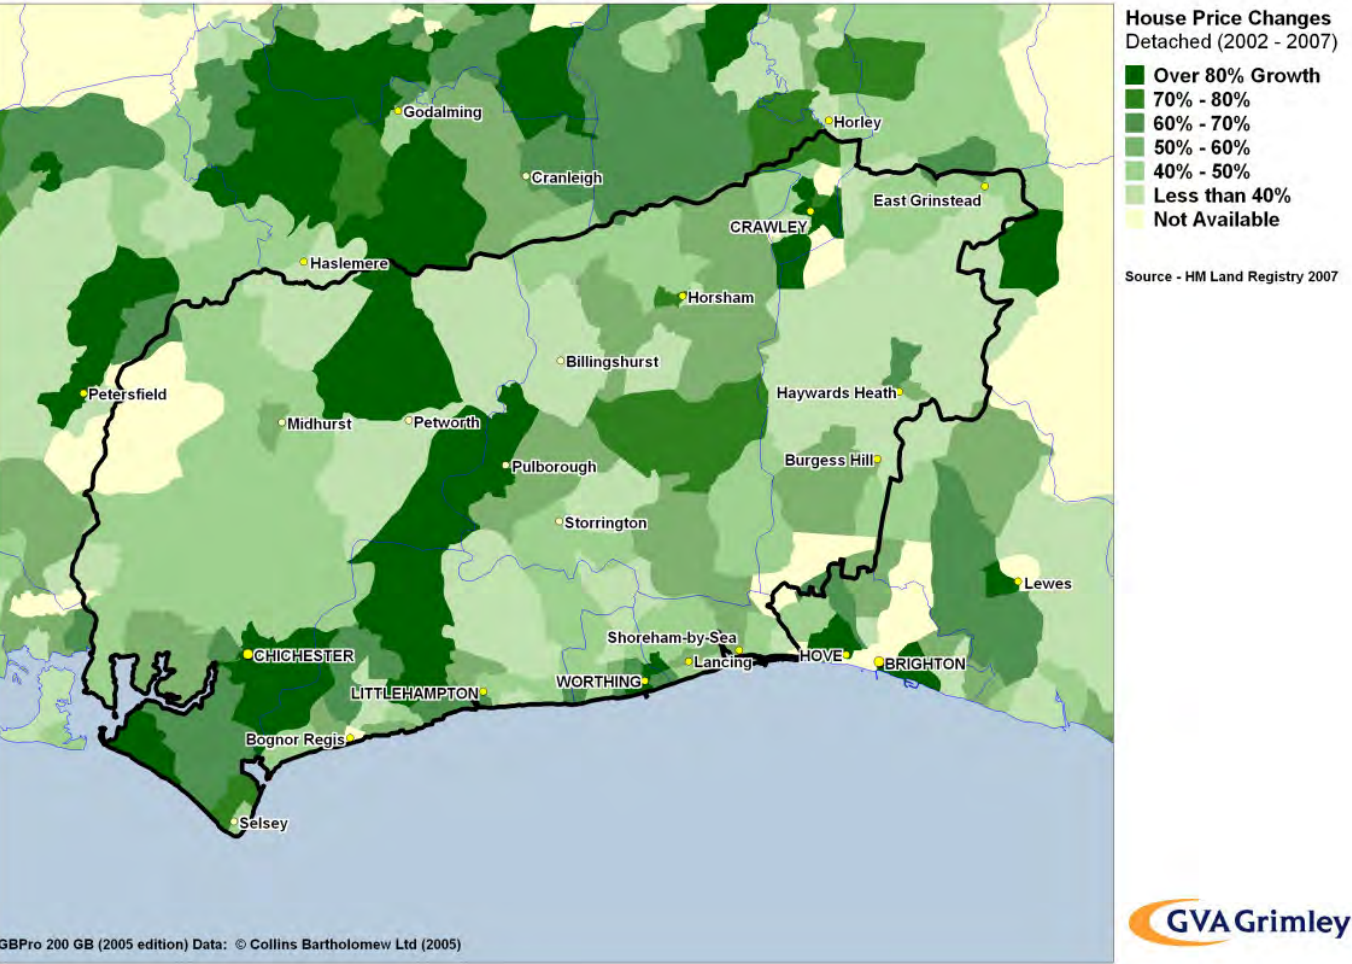 House Price Changes
Detached (2002 - 2007)
Over 80% Growth
70% - 80%
60% - 70%
50% - 60%
40% - 50%
Less than 40%
Not Available
Source - HM Land Registry 2007
Godalming
Horley
Cranleigh
East Grinstead
CRAWLEY
Haslemere
Horsham
Billingshurst
Petersfield
Haywards Heath
Midhurst
Petworth
Burgess Hill
Pulborough
Storrington
Lewes
Shoreham-by-Sea
CHICHESTER
HOVE
Lancing
BRIGHTON
WORTHING
LITTLEHAMPTON
Bognor Regis
Selsey
GVA Grimley
GBPro 200 GB (2005 edition) Data: © Collins Bartholomew Ltd (2005)